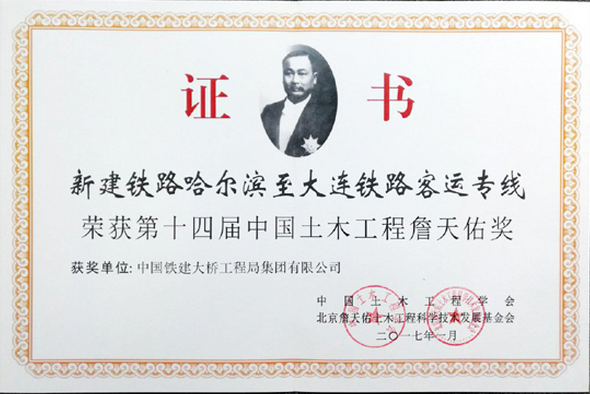 证 书
新建铁路哈尔滨至大连铁路客运专线
荣获第十四届中国土木工程詹天佑奖
获奖单位: 中国铁建大桥工程局集团有限公司
中国土木工程学会
北京詹天佑土木工程科学技术发展基金会
二〇一七年一月